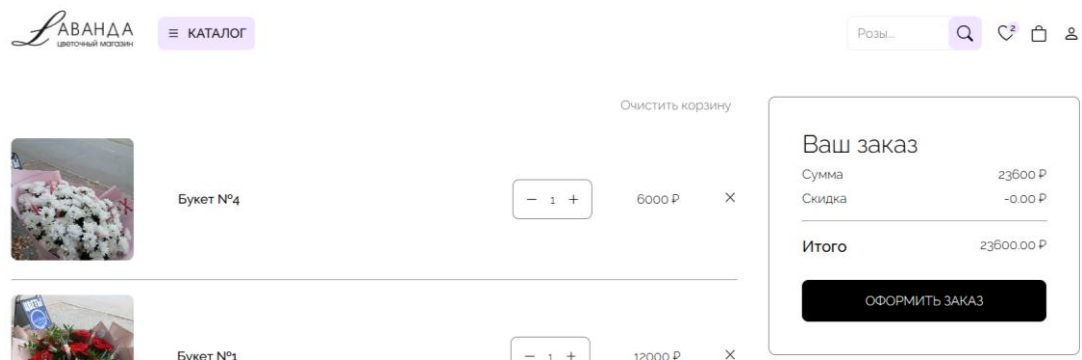 ЛАВАНДА
цветочный магазин
≡ КАТАЛОГ
Розы...
2
Очистить корзину
Букет №4
− 1 +
6000 ₽
×
Букет №1
− 1 +
12000 ₽
×
Ваш заказ
Сумма 23600 ₽
Скидка -0.00 ₽
Итого 23600.00 ₽
ОФОРМИТЬ ЗАКАЗ